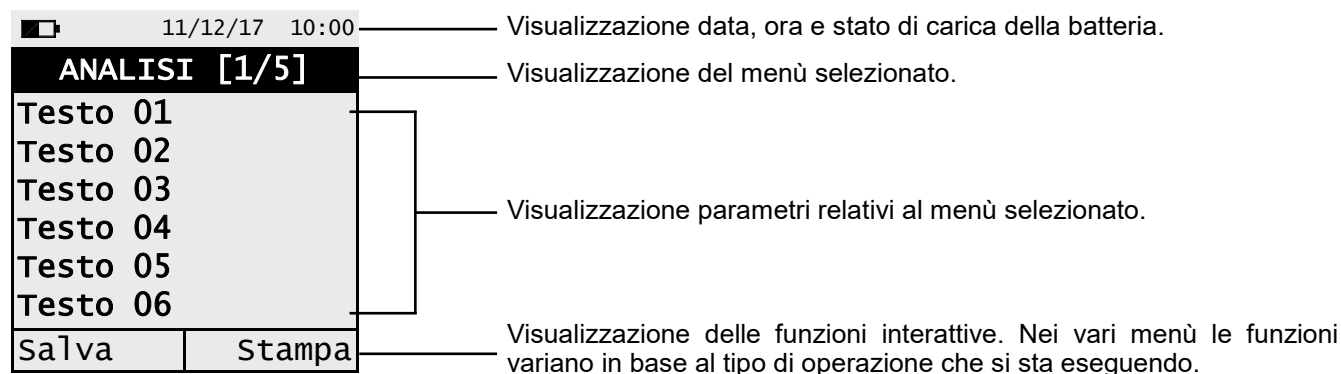 11/12/17 10:00
Visualizzazione data, ora e stato di carica della batteria.
ANALISI [1/5]
Visualizzazione del menù selezionato.
Testo 01
Testo 02
Testo 03
Testo 04
Testo 05
Testo 06
Visualizzazione parametri relativi al menù selezionato.
Salva Stampa
Visualizzazione delle funzioni interattive. Nei vari menù le funzioni
variano in base al tipo di operazione che si sta eseguendo.